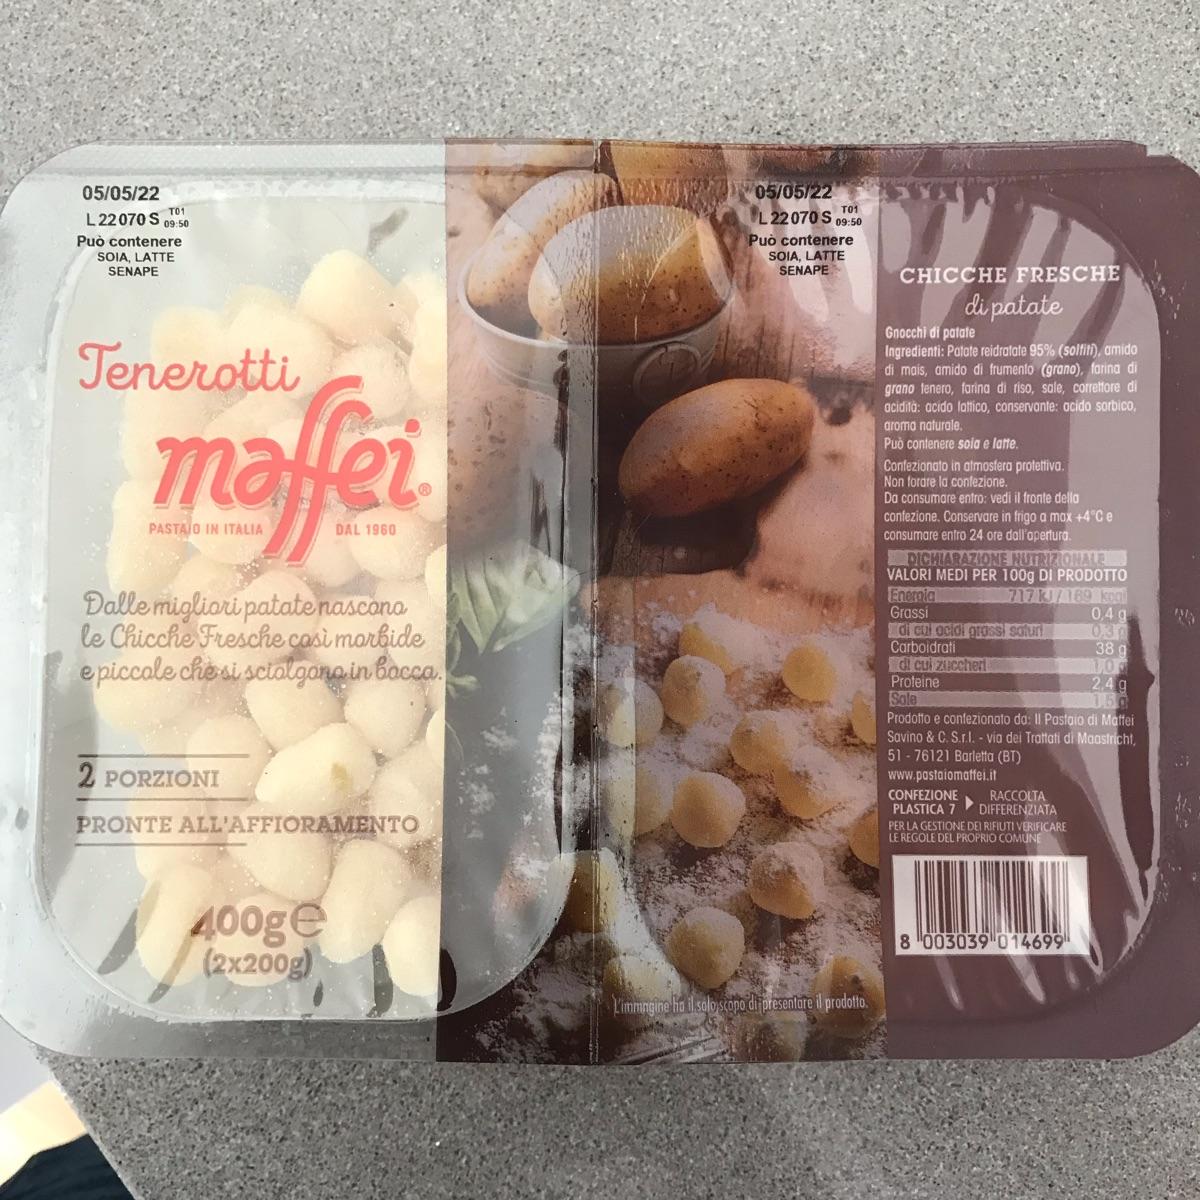 05/05/22
L 22 070 S T01 09:50
Può contenere
SOIA, LATTE
SENAPE
Tenerotti
maffei®
PASTAIO IN ITALIA DAL 1960
Dalle migliori patate nascono
le Chicche Fresche così morbide
e piccole che si sciolgono in bocca.
2 PORZIONI
PRONTE ALL'AFFIORAMENTO
400g e
(2x200g)
05/05/22
L 22 070 S T01 09:50
Può contenere
SOIA, LATTE
SENAPE
L'immagine ha il solo scopo di presentare il prodotto.
CHICCHE FRESCHE
di patate
Gnocchi di patate
Ingredienti: Patate reidratate 95% (solfiti), amido
di mais, amido di frumento (grano), farina di
grano tenero, farina di riso, sale, correttore di
acidità: acido lattico, conservante: acido sorbico,
aroma naturale.
Può contenere soia e latte.
Confezionato in atmosfera protettiva.
Non forare la confezione.
Da consumare entro: vedi il fronte della
confezione. Conservare in frigo a max +4°C e
consumare entro 24 ore dall'apertura.
DICHIARAZIONE NUTRIZIONALE
VALORI MEDI PER 100g DI PRODOTTO
Energia 717 kJ / 169 kcal
Grassi 0,4 g
di cui acidi grassi saturi 0,3 g
Carboidrati 38 g
di cui zuccheri 1,0 g
Proteine 2,4 g
Sale 1,5 g
Prodotto e confezionato da: Il Pastaio di Maffei
Savino & C. S.r.l. - via dei Trattati di Maastricht,
51 - 76121 Barletta (BT)
www.pastaiomaffei.it
CONFEZIONE PLASTICA 7 RACCOLTA DIFFERENZIATA
PER LA GESTIONE DEI RIFIUTI VERIFICARE
LE REGOLE DEL PROPRIO COMUNE
8 003039 014699